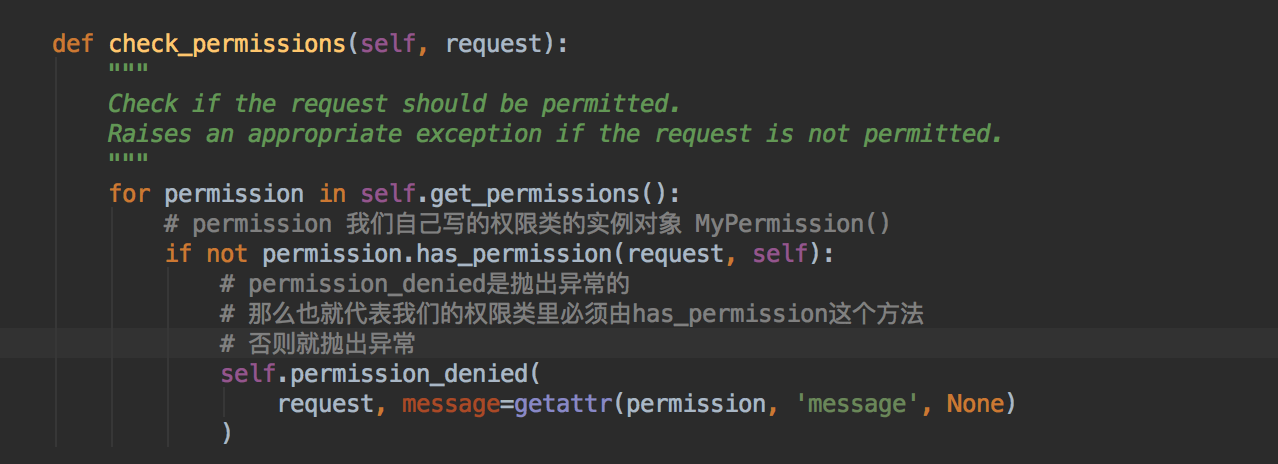 def check_permissions(self, request):
"""
Check if the request should be permitted.
Raises an appropriate exception if the request is not permitted.
"""
for permission in self.get_permissions():
# permission 我们自己写的权限类的实例对象 MyPermission()
if not permission.has_permission(request, self):
# permission_denied是抛出异常的
# 那么也就代表我们的权限类里必须由has_permission这个方法
# 否则就抛出异常
self.permission_denied(
request, message=getattr(permission, 'message', None)
)